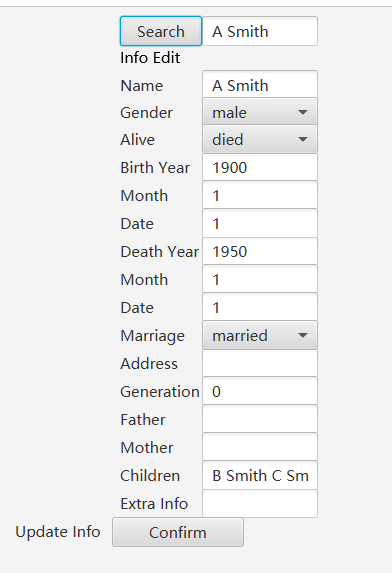 Search A Smith
Info Edit
Name A Smith
Gender male
Alive died
Birth Year 1900
Month 1
Date 1
Death Year 1950
Month 1
Date 1
Marriage married
Address
Generation 0
Father
Mother
Children B Smith C Sm
Extra Info
Update Info Confirm